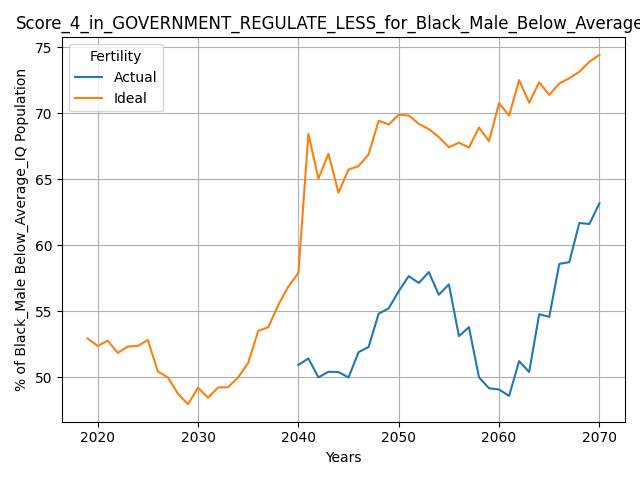 Score_4_in_GOVERNMENT_REGULATE_LESS_for_Black_Male_Below_Average
Fertility
Actual
Ideal
% of Black_Male Below_Average_IQ Population
75
70
65
60
55
50
2020 2030 2040 2050 2060 2070
Years